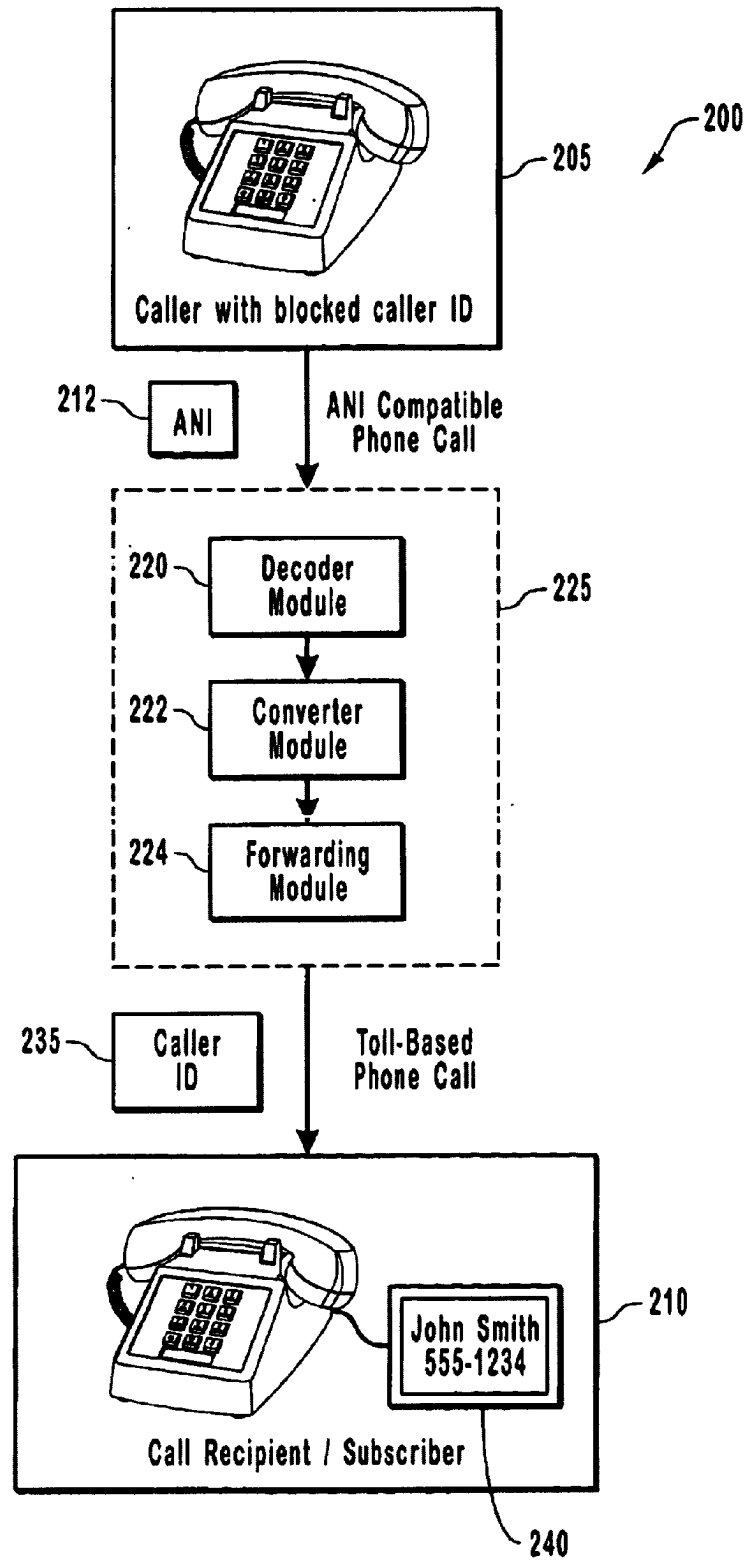 200
205
Caller with blocked caller ID
212
ANI
ANI Compatible
Phone Call
220
Decoder
Module
225
222
Converter
Module
224
Forwarding
Module
235
Caller
ID
Toll-Based
Phone Call
210
John Smith
555-1234
Call Recipient / Subscriber
240